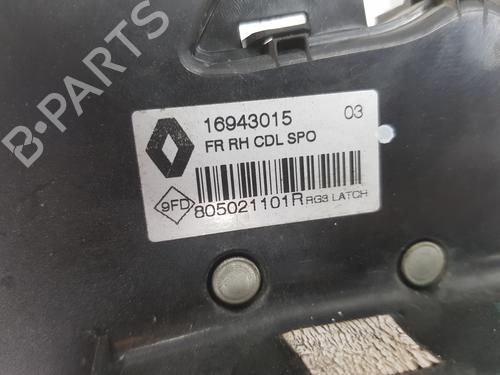 B-PARTS
16943015 03
FR RH CDL SPO
9FD 805021101R RG3 LATCH